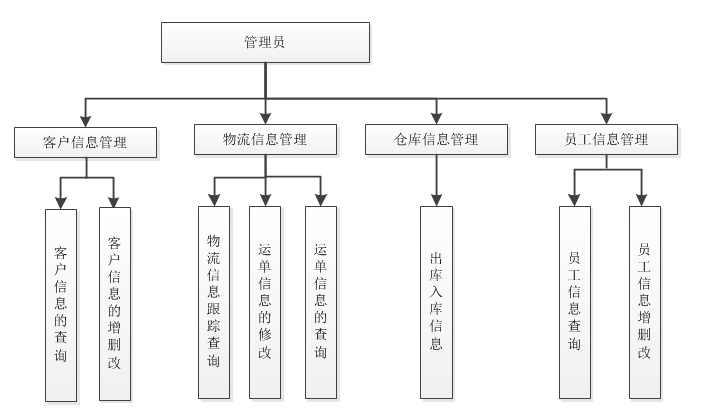 管理员
客户信息管理
物流信息管理
仓库信息管理
员工信息管理
客户信息的查询
客户信息的增删改
物流信息跟踪查询
运单信息的修改
运单信息的查询
出库入库信息
员工信息查询
员工信息增删改